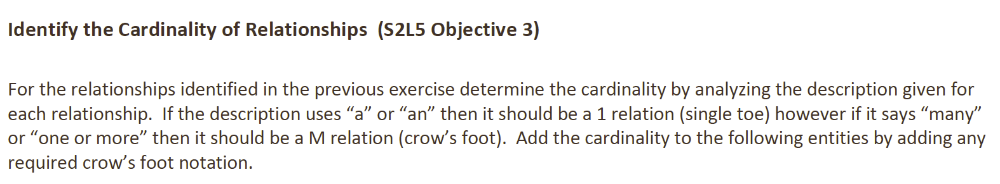 Identify the Cardinality of Relationships  (S2L5 Objective 3)
For the relationships identified in the previous exercise determine the cardinality by analyzing the description given for
each relationship.  If the description uses “a” or “an” then it should be a 1 relation (single toe) however if it says “many”
or “one or more” then it should be a M relation (crow’s foot).  Add the cardinality to the following entities by adding any
required crow’s foot notation.